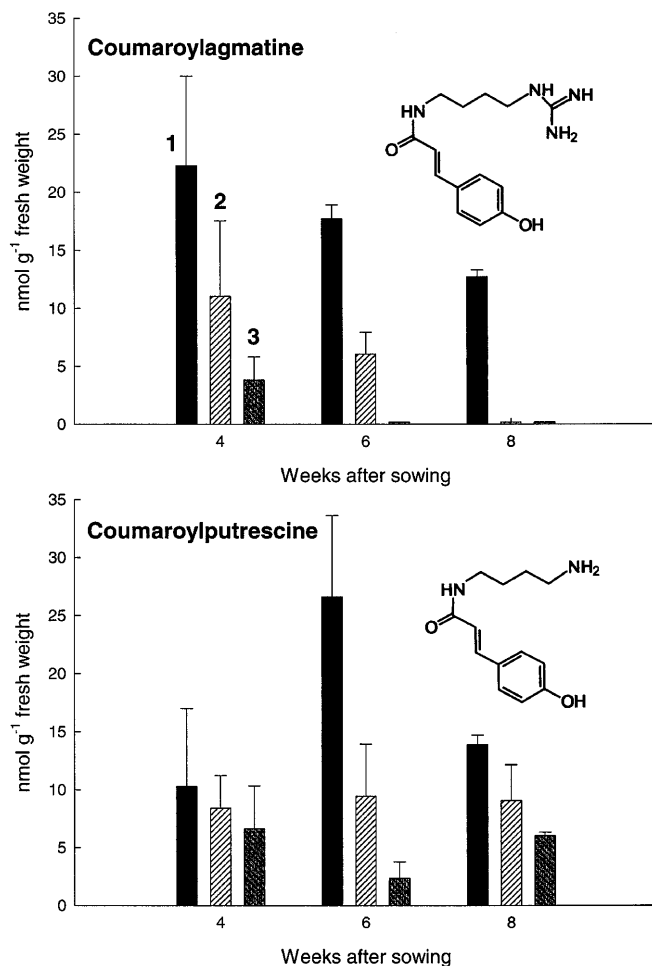 Coumaroylagmatine
35
30
25
20
15
10
5
0
nmol g⁻¹ fresh weight
1
2
3
HN
NH
NH
NH₂
O
OH
4 6 8
Weeks after sowing
Coumaroylputrescine
35
30
25
20
15
10
5
0
nmol g⁻¹ fresh weight
NH₂
HN
O
OH
4 6 8
Weeks after sowing